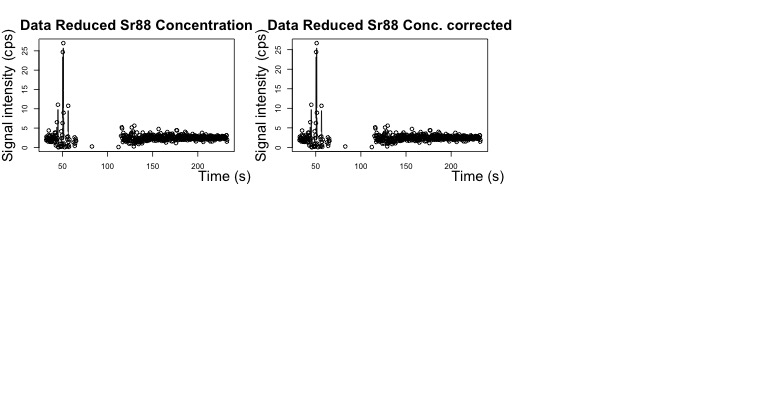 Data Reduced Sr88 Concentration
Signal intensity (cps)
0 5 10 15 20 25
50 100 150 200
Time (s)
Data Reduced Sr88 Conc. corrected
Signal intensity (cps)
0 5 10 15 20 25
50 100 150 200
Time (s)